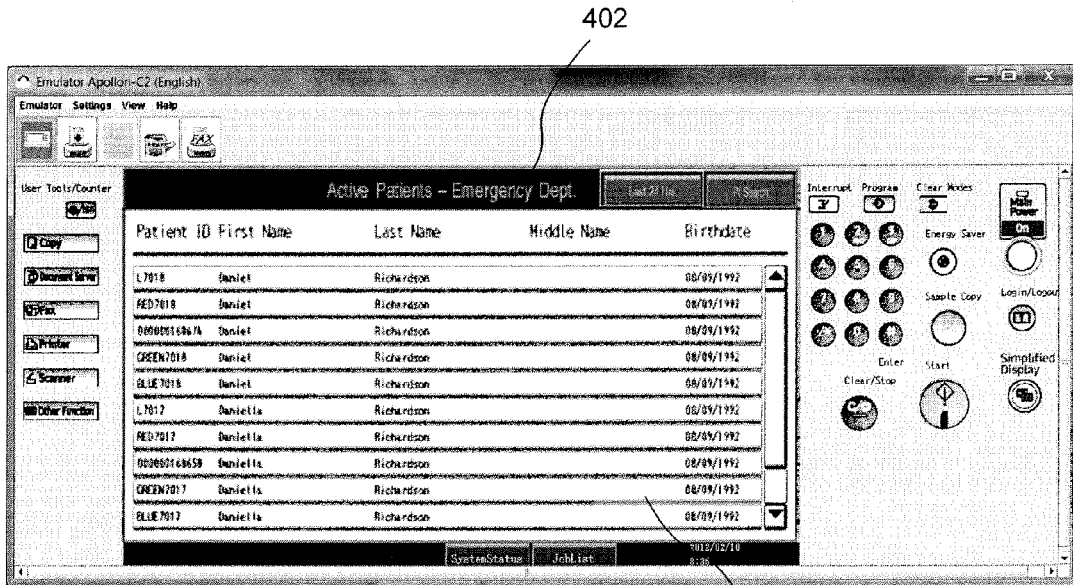 402
Emulator Apollon-C2 (English)
Emulator Settings View Help
FAX
User Tools/Counter
Copy
Document Server
Fax
Printer
Scanner
Other Function
Active Patients – Emergency Dept.
Patient ID First Name Last Name Middle Name Birthdate
L7018 Daniel Richardson 08/09/1992
RED7018 Daniel Richardson 08/09/1992
Daniel Richardson 08/09/1992
GREEN7018 Daniel Richardson 08/09/1992
BLUE7018 Daniel Richardson 08/09/1992
L7017 Daniella Richardson 08/09/1992
RED7017 Daniella Richardson 08/09/1992
Daniella Richardson 08/09/1992
GREEN7017 Daniella Richardson 08/09/1992
BLUE7017 Daniella Richardson 08/09/1992
SystemStatus JobList
2012/02/10
Interrupt Program Clear Modes
Main Power
On
Energy Saver
Sample Copy
Login/Logout
Enter
Start
Clear/Stop
Simplified
Display